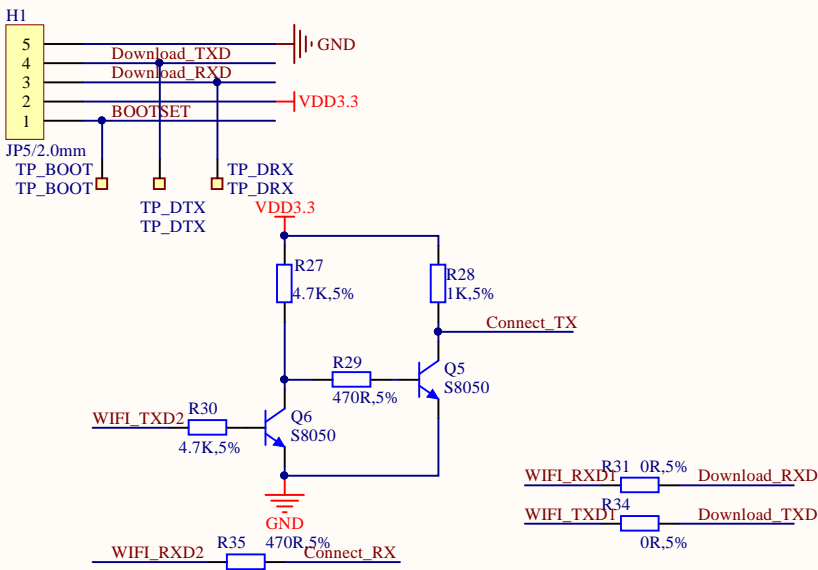 H1
5
GND
4
Download_TXD
3
Download_RXD
2
VDD3.3
1
BOOTSET
JP5/2.0mm
TP_BOOT
TP_BOOT
TP_DRX
TP_DRX
TP_DTX
TP_DTX
VDD3.3
R27
4.7K,5%
R28
1K,5%
Connect_TX
R29
470R,5%
Q5
S8050
WIFI_TXD2
R30
4.7K,5%
Q6
S8050
GND
WIFI_RXD1
R31 0R,5%
Download_RXD
WIFI_TXD1
R34
0R,5%
Download_TXD
WIFI_RXD2
R35
470R,5%
Connect_RX